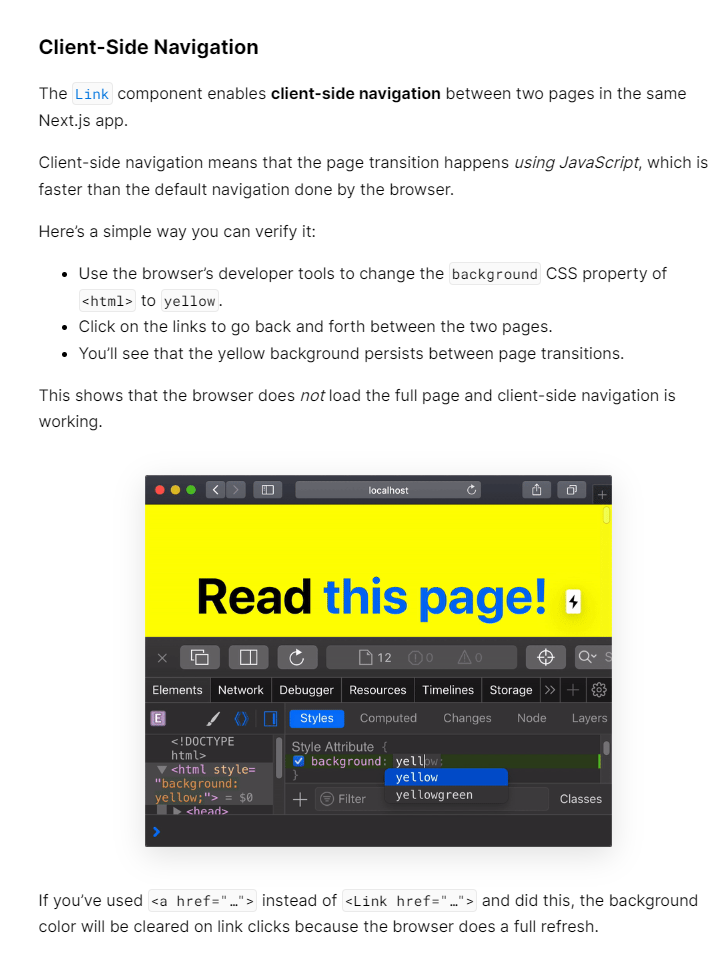 Client-Side Navigation
The Link component enables client-side navigation between two pages in the same
Next.js app.
Client-side navigation means that the page transition happens using JavaScript, which is
faster than the default navigation done by the browser.
Here’s a simple way you can verify it:
• Use the browser’s developer tools to change the background CSS property of
<html> to yellow.
• Click on the links to go back and forth between the two pages.
• You’ll see that the yellow background persists between page transitions.
This shows that the browser does not load the full page and client-side navigation is
working.
localhost
Read this page!
12 0 0 S
Elements Network Debugger Resources Timelines Storage
E Styles Computed Changes Node Layers
<!DOCTYPE
html>
<html style=
"background:
yellow;"> = $0
<head>
Style Attribute {
background: yellow;
}
yellow
yellowgreen
Filter
Classes
If you’ve used <a href="…"> instead of <Link href="…"> and did this, the background
color will be cleared on link clicks because the browser does a full refresh.